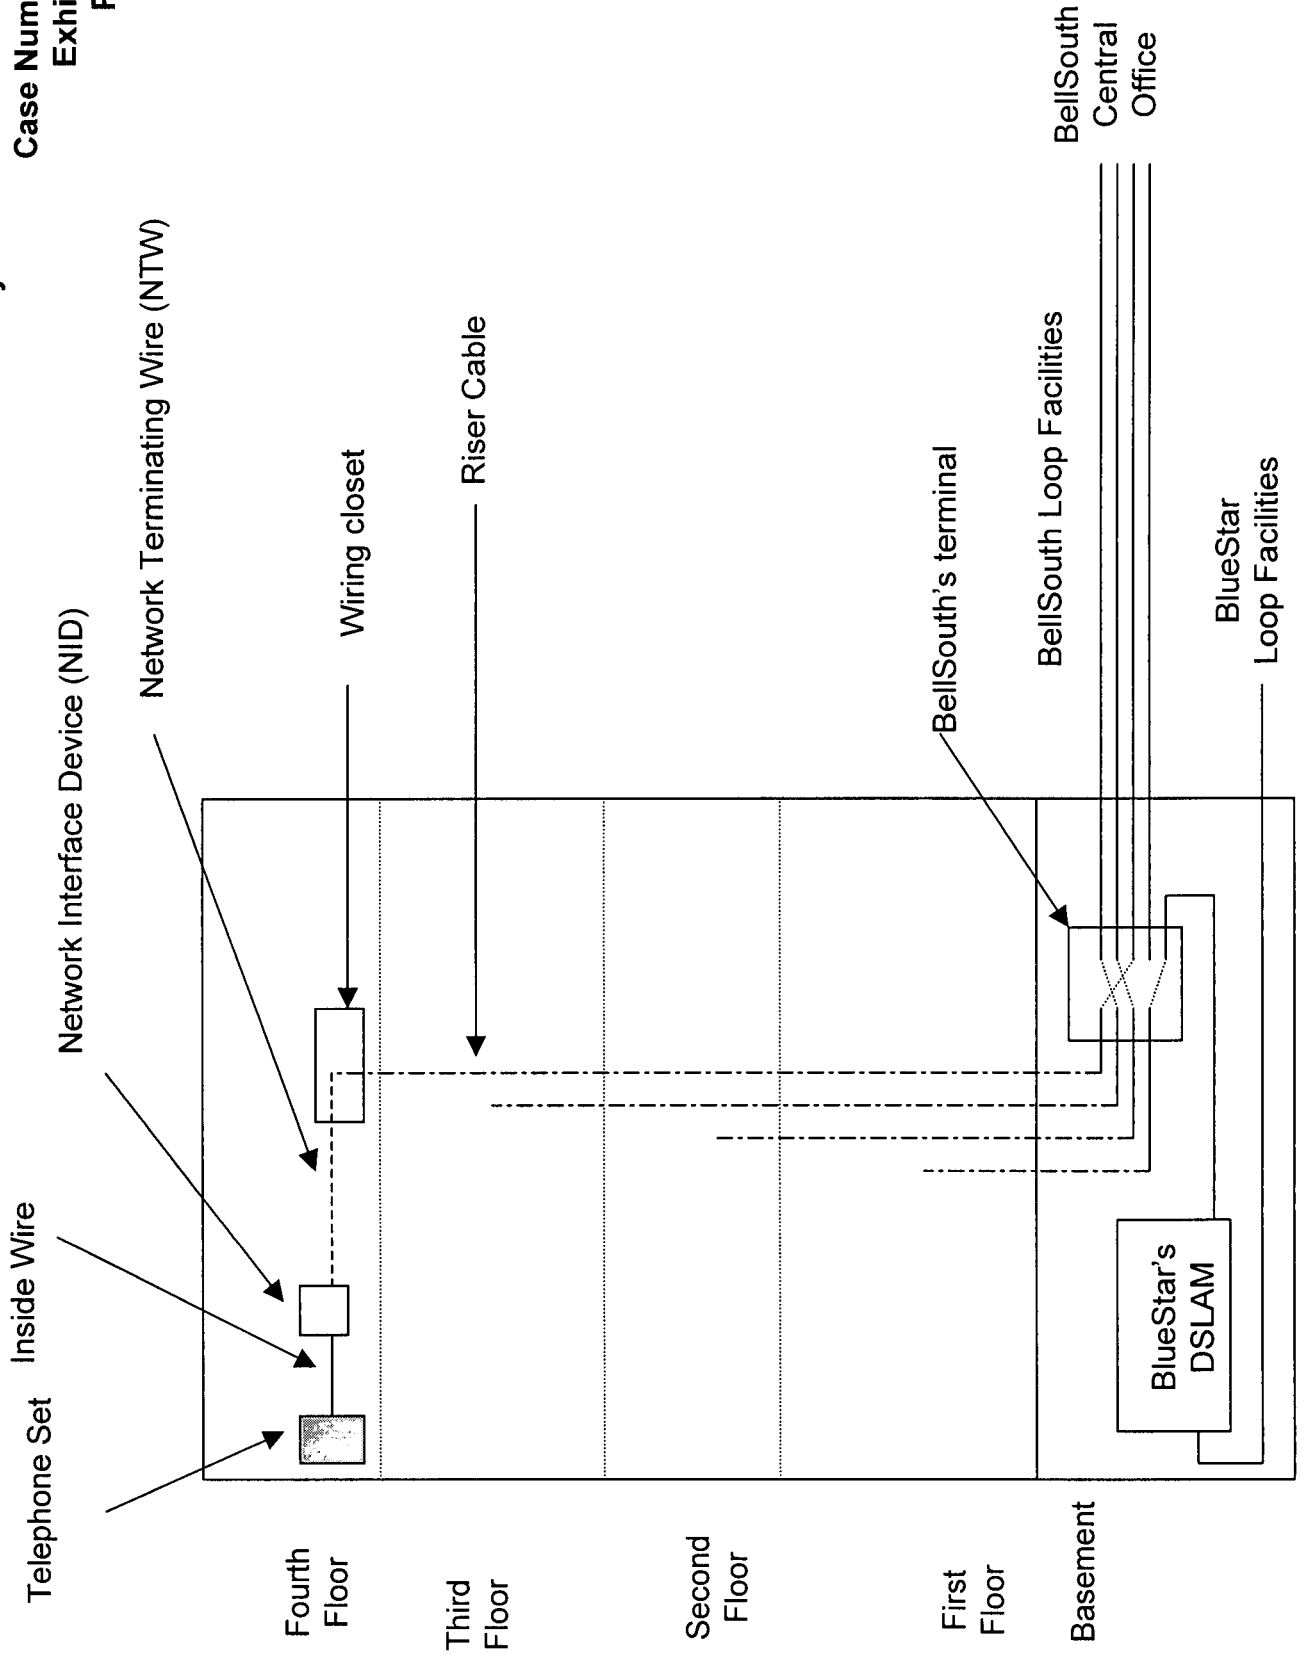 Case Num
Exhi
Telephone Set
Inside Wire
Network Interface Device (NID)
Network Terminating Wire (NTW)
Wiring closet
Riser Cable
Fourth
Floor
Third
Floor
Second
Floor
First
Floor
Basement
BellSouth's terminal
BellSouth Loop Facilities
BellSouth
Central
Office
BlueStar
Loop Facilities
BlueStar's
DSLAM